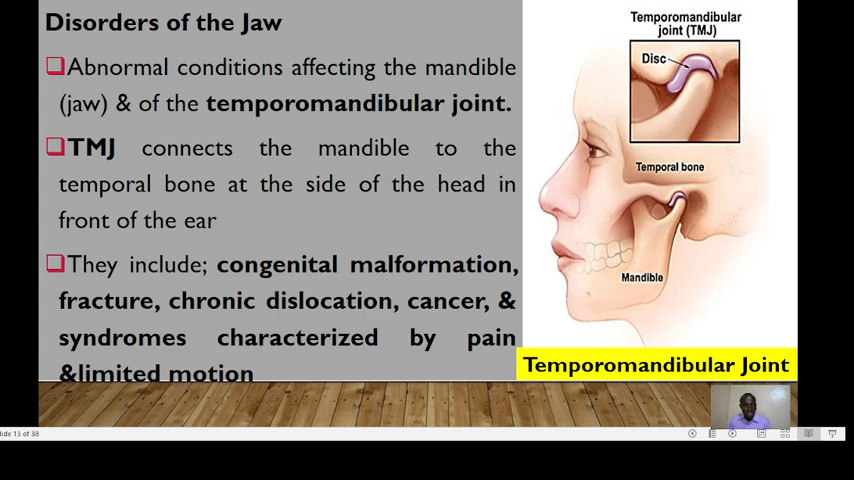 Disorders of the Jaw
Abnormal conditions affecting the mandible
(jaw) & of the temporomandibular joint.
TMJ connects the mandible to the
temporal bone at the side of the head in
front of the ear
They include; congenital malformation,
fracture, chronic dislocation, cancer, &
syndromes characterized by pain
&limited motion
Temporomandibular
joint (TMJ)
Disc
Temporal bone
Mandible
Temporomandibular Joint
lide 13 of 38